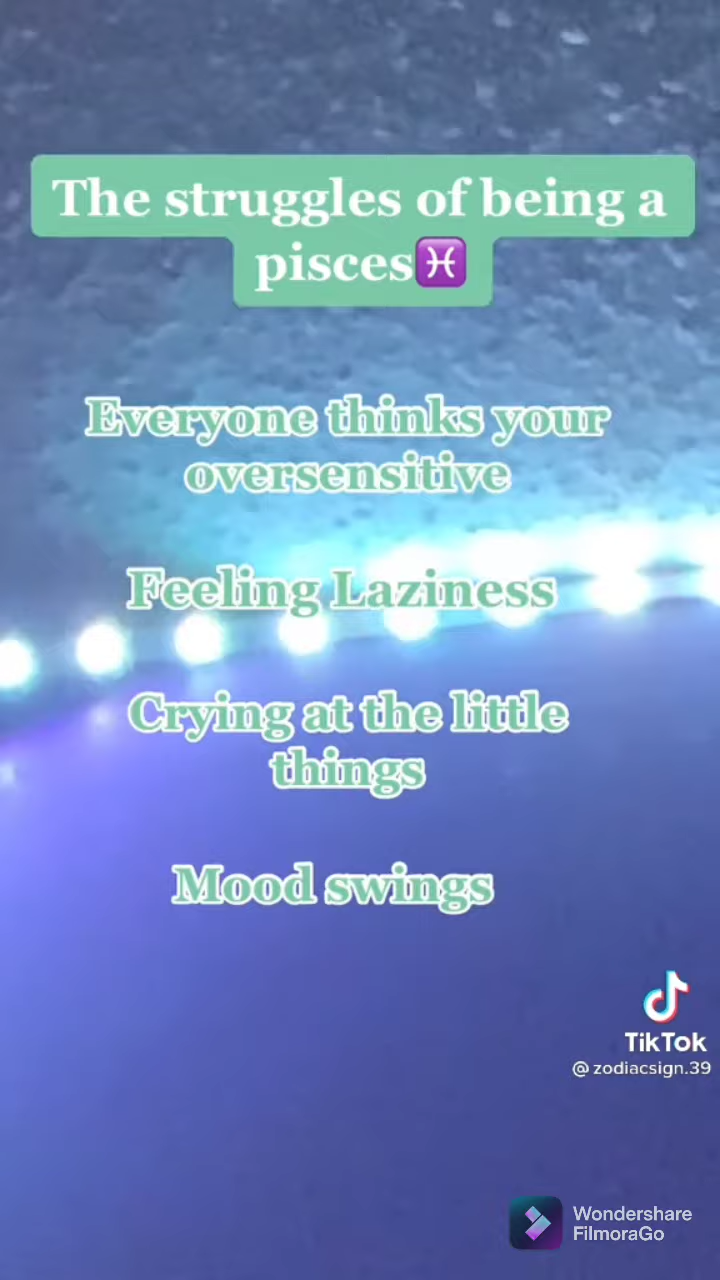 The struggles of being a
pisces♓
Everyone thinks your
oversensitive
Feeling Laziness
Crying at the little
things
Mood swings
TikTok
@zodiacsign.39
Wondershare
FilmoraGo